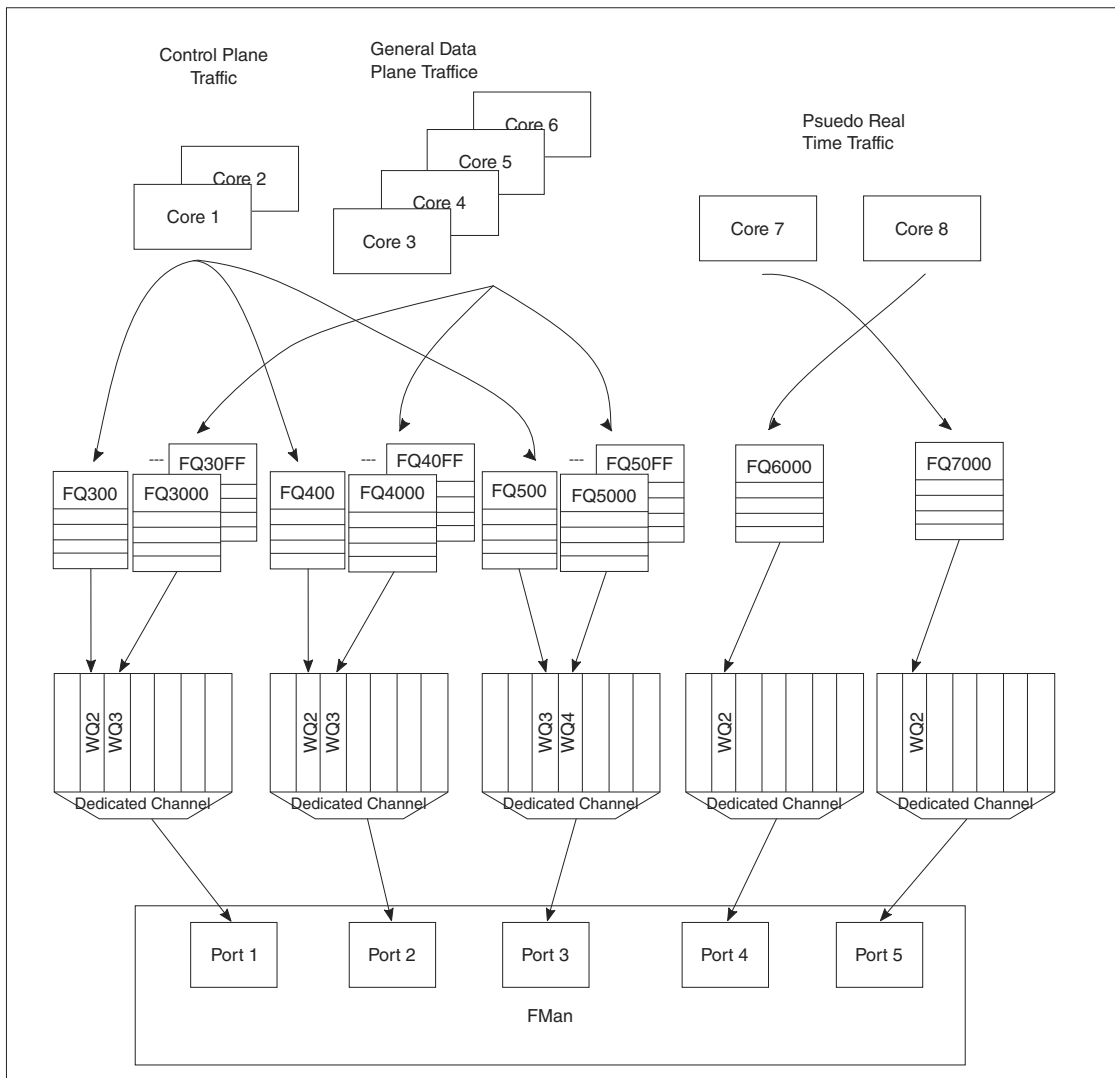 Control Plane
Traffic
General Data
Plane Traffice
Psuedo Real
Time Traffic
Core 6
Core 5
Core 4
Core 3
Core 2
Core 1
Core 7
Core 8
--- FQ30FF
--- FQ40FF
--- FQ50FF
FQ300
FQ3000
FQ400
FQ4000
FQ500
FQ5000
FQ6000
FQ7000
WQ2
WQ3
WQ2
WQ3
WQ3
WQ4
WQ2
WQ2
Dedicated Channel
Dedicated Channel
Dedicated Channel
Dedicated Channel
Dedicated Channel
Port 1
Port 2
Port 3
Port 4
Port 5
FMan